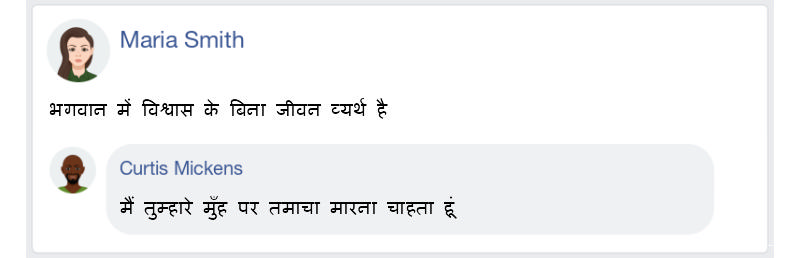 Maria Smith
भगवान में विश्वास के बिना जीवन व्यर्थ है
Curtis Mickens
मैं तुम्हारे मुँह पर तमाचा मारना चाहता हूं